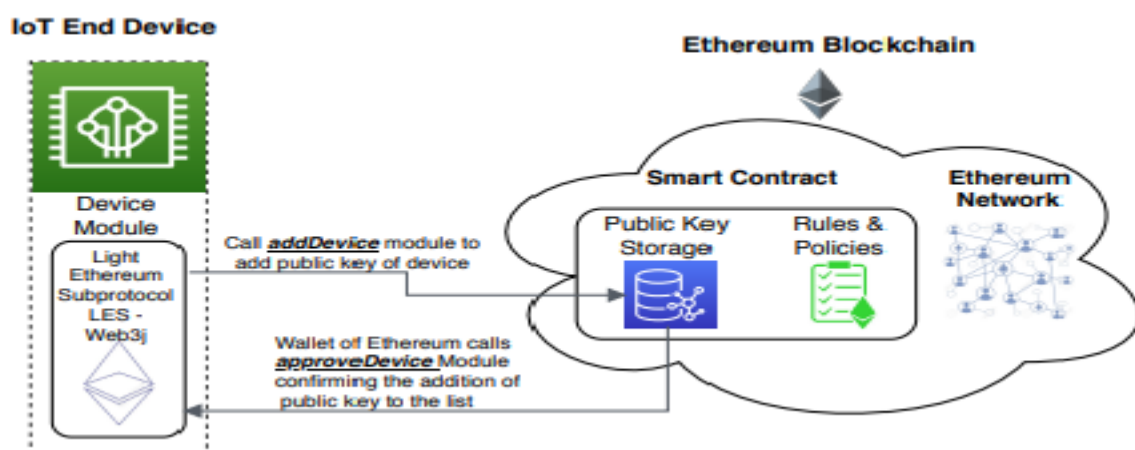 IoT End Device
Ethereum Blockchain
Device
Module
Light
Ethereum
Subprotocol
LES -
Web3j
Call addDevice module to
add public key of device
Wallet of Ethereum calls
approveDevice Module
confirming the addition of
public key to the list
Smart Contract
Public Key
Storage
Rules &
Policies
Ethereum
Network